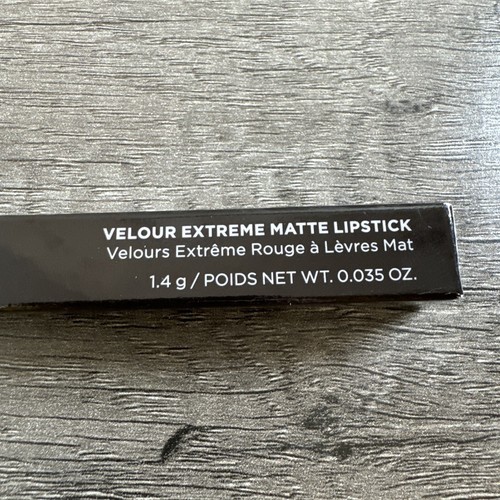 VELOUR EXTREME MATTE LIPSTICK
Velours Extrême Rouge à Lèvres Mat
1.4 g / POIDS NET WT. 0.035 OZ.